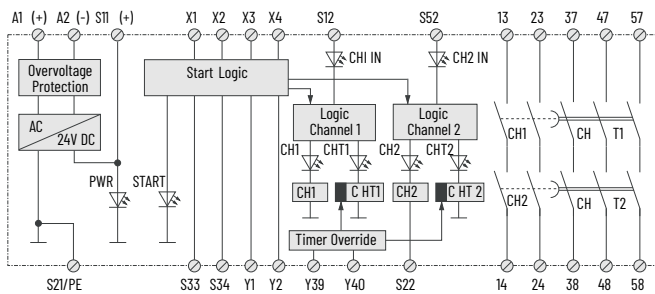 A1 (+) A2 (-) S11 (+) X1 X2 X3 X4 S12 S52 13 23 37 47 57
CH1 IN CH2 IN
Overvoltage
Protection
Start Logic
AC
24V DC
Logic
Channel 1
Logic
Channel 2
CH1 CH T1
CH1 CHT1 CH2 CHT2
PWR START
CH1 C HT1 CH2 C HT 2
CH2 CH T2
Timer Override
S21/PE S33 S34 Y1 Y2 Y39 Y40 S22 14 24 38 48 58